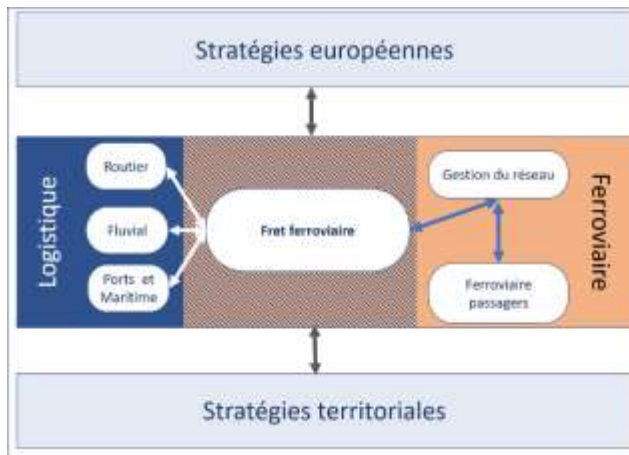 Stratégies européennes
Logistique
Routier
Fluvial
Ports et
Maritime
Fret ferroviaire
Gestion du réseau
Ferroviaire
passagers
Ferroviaire
Stratégies territoriales